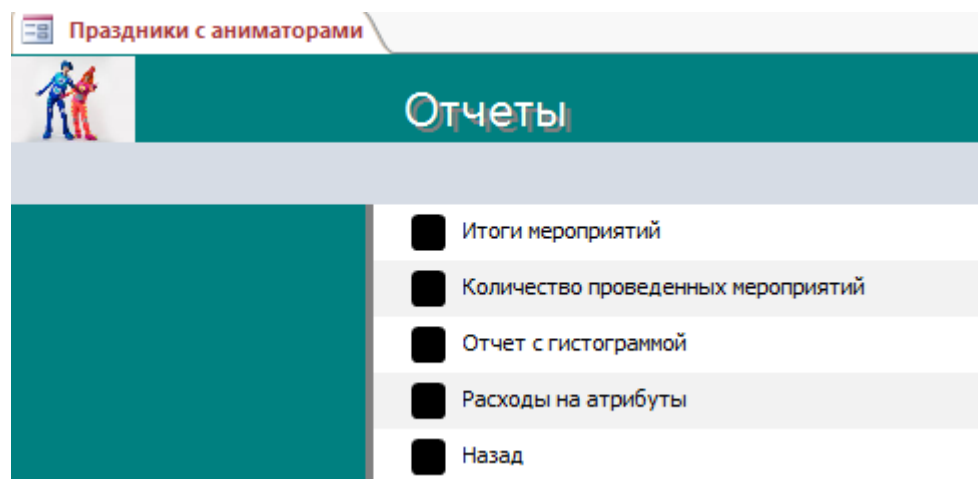 Праздники с аниматорами
Отчеты
Итоги мероприятий
Количество проведенных мероприятий
Отчет с гистограммой
Расходы на атрибуты
Назад